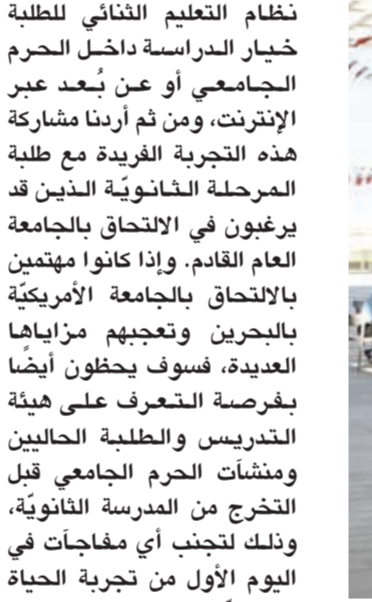 نظام التعليم الثنائي للطلبة
خيار الدراسة داخل الحرم
الجامعي أو عن بُعد عبر
الإنترنت، ومن ثم أردنا مشاركة
هذه التجربة الفريدة مع طلبة
المرحلة الثانويّة الذين قد
يرغبون في الالتحاق بالجامعة
العام القادم. وإذا كانوا مهتمين
بالالتحاق بالجامعة الأمريكيّة
بالبحرين وتعجبهم مزاياها
العديدة، فسوف يحظون أيضًا
بفرصة التعرف على هيئة
التدريس والطلبة الحاليين
ومنشآت الحرم الجامعي قبل
التخرج من المدرسة الثانويّة،
وذلك لتجنب أي مفاجآت في
اليوم الأول من تجربة الحياة